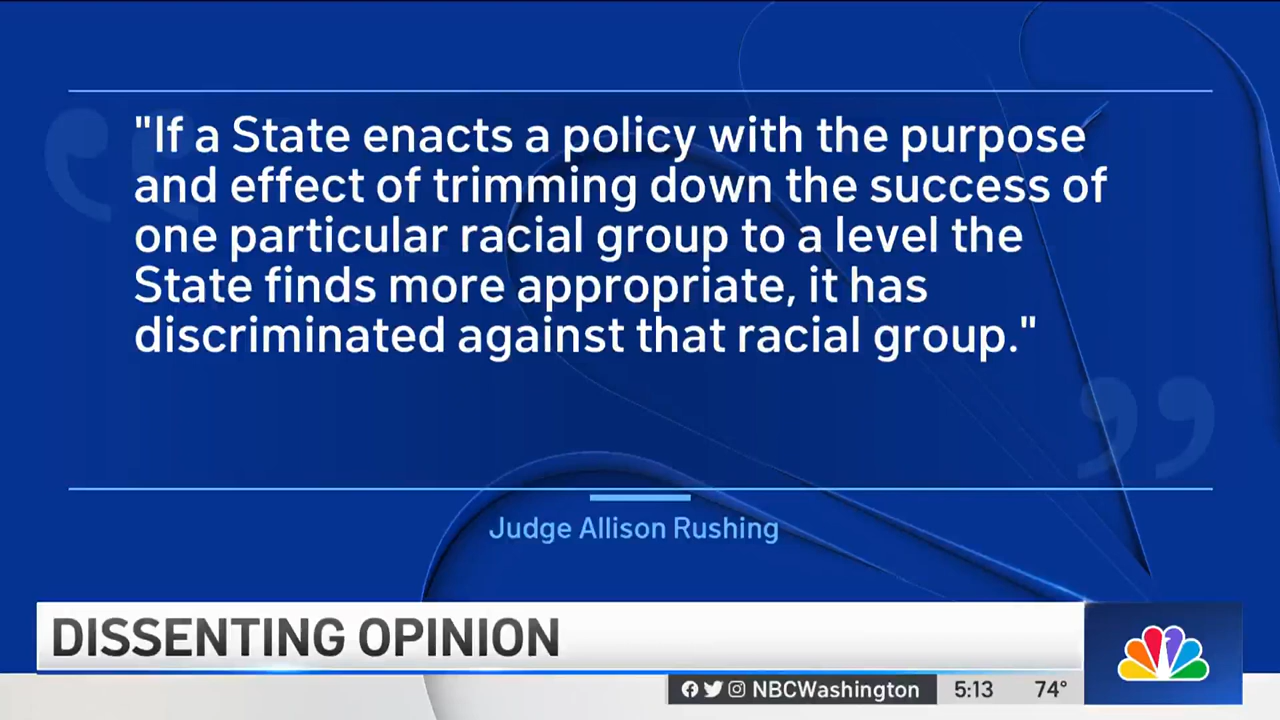 "If a State enacts a policy with the purpose
and effect of trimming down the success of
one particular racial group to a level the
State finds more appropriate, it has
discriminated against that racial group."
Judge Allison Rushing
DISSENTING OPINION
NBCWashington 5:13 74°